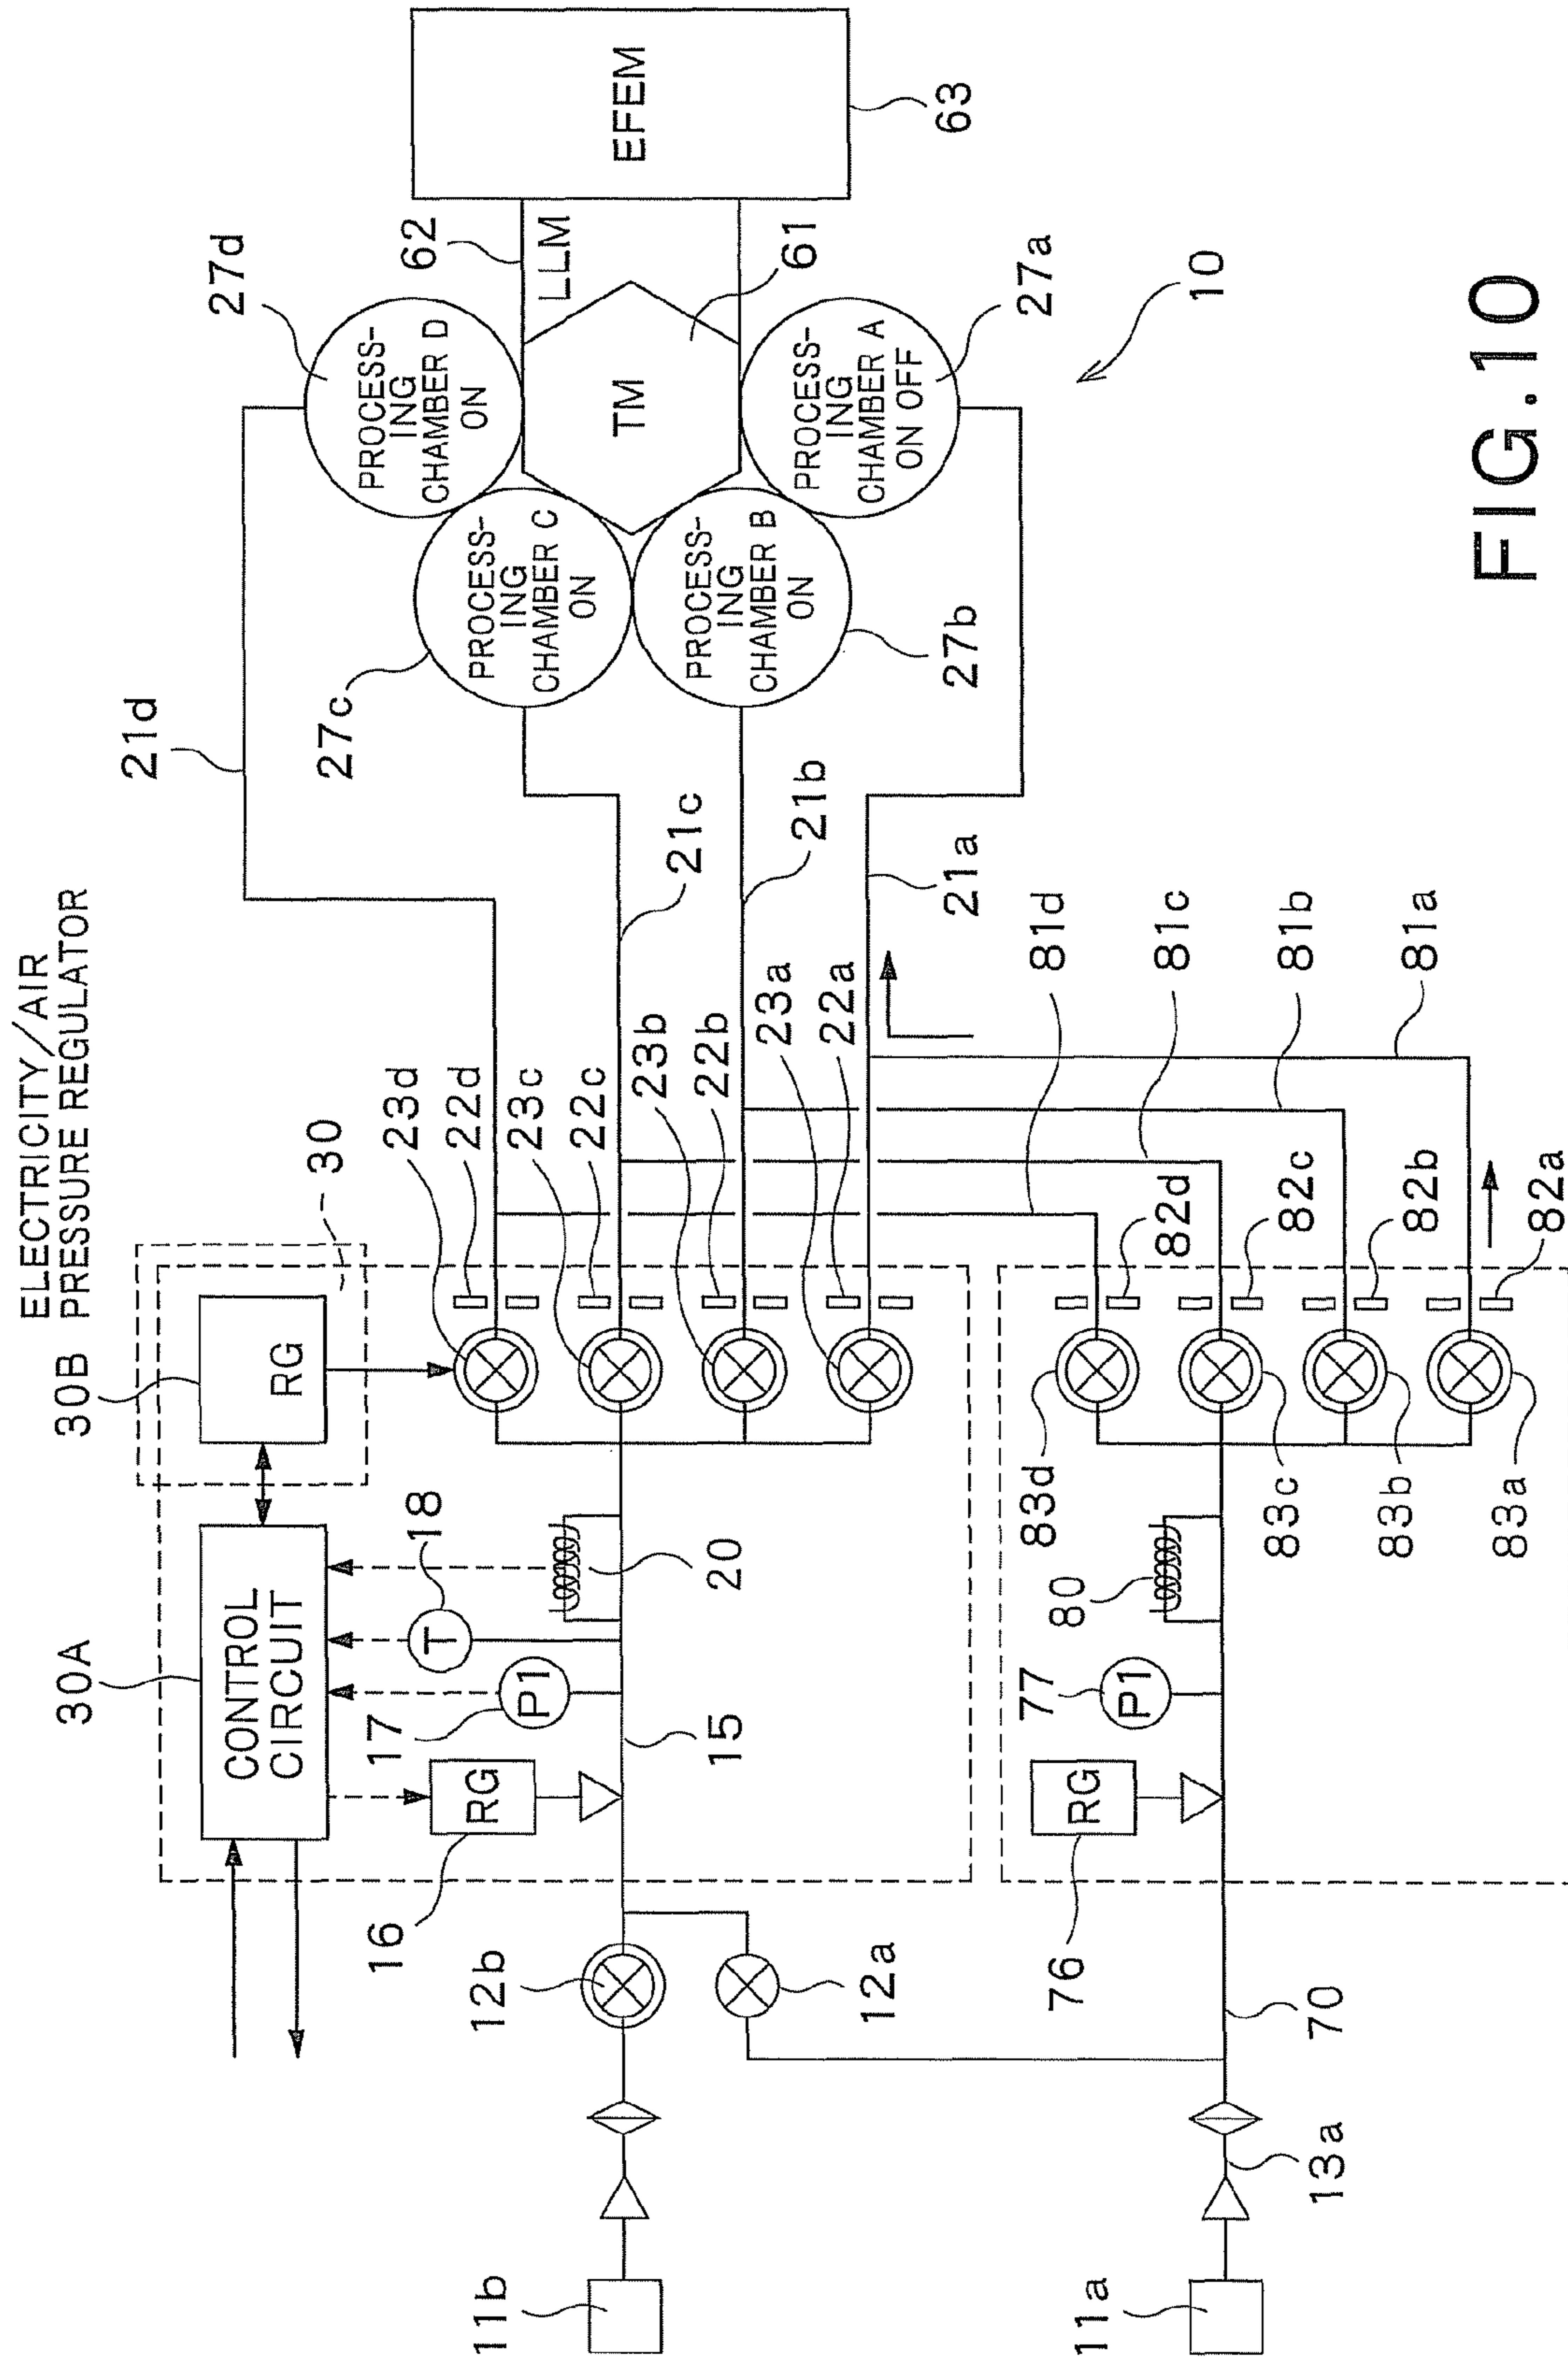 ELECTRICITY/AIR
PRESSURE REGULATOR
30B
30
RG
30A
CONTROL
CIRCUIT
18
T
17
P1
16
RG
15
20
12b
12a
11b
11a
13a
70
76
RG
77
P1
80
23d
22d
23c
22c
23b
22b
23a
22a
83d
83c
83b
83a
82d
82c
82b
82a
81d
81c
81b
81a
21d
21c
21b
21a
27d
PROCESS-
ING
CHAMBER D
ON
27c
PROCESS-
ING
CHAMBER C
ON
27b
PROCESS-
ING
CHAMBER B
ON
27a
PROCESS-
ING
CHAMBER A
ON OFF
TM
61
62
LLM
EFEM
63
10
FIG.10